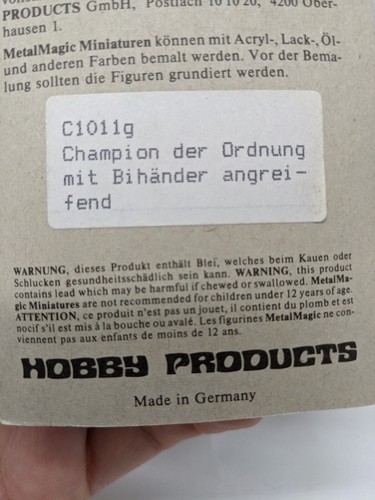 PRODUCTS GmbH, Postfach 10 10 20, 4200 Ober-
hausen 1.
MetalMagic Miniaturen können mit Acryl-, Lack-, Öl-
und anderen Farben bemalt werden. Vor der Bema-
lung sollten die Figuren grundiert werden.
C1011g
Champion der Ordnung
mit Bihänder angrei-
fend
WARNUNG, dieses Produkt enthält Blei, welches beim Kauen oder
Schlucken gesundheitsschädlich sein kann. WARNING, this product
contains lead which may be harmful if chewed or swallowed. MetalMa-
gic Miniatures are not recommended for children under 12 years of age.
ATTENTION, ce produit n'est pas un jouet, il contient du plomb et est
nocif s'il est mis à la bouche ou avalé. Les figurines MetalMagic ne con-
viennent pas aux enfants de moins de 12 ans.
HOBBY PRODUCTS
Made in Germany